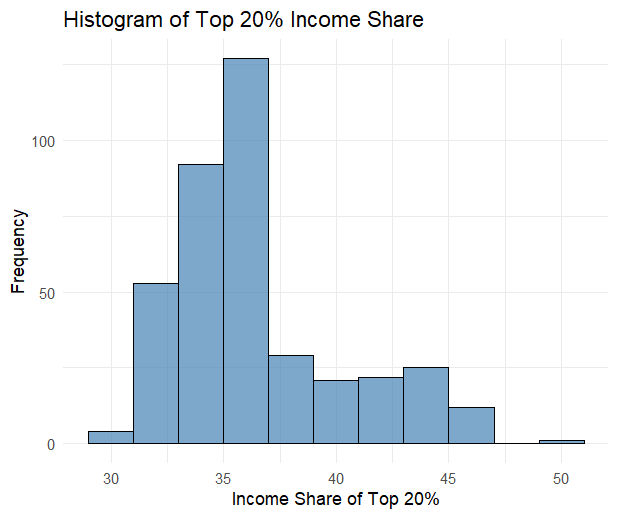 Histogram of Top 20% Income Share
100
50
0
Frequency
30 35 40 45 50
Income Share of Top 20%